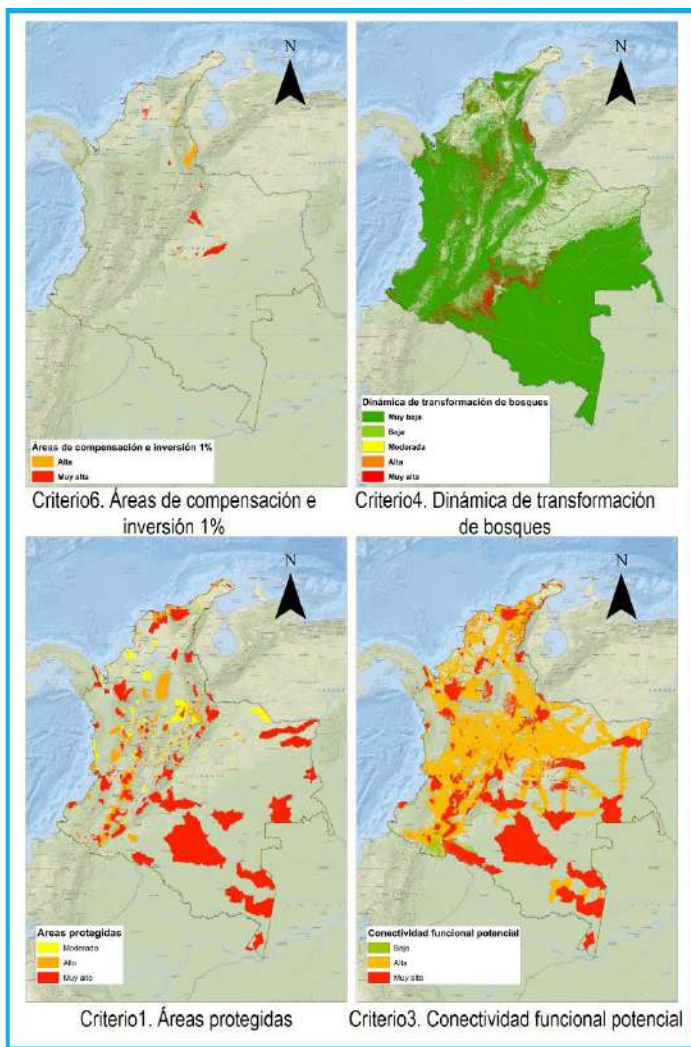 N
Áreas de compensación e inversión 1%
Alta
Muy alta
Criterio6. Áreas de compensación e
inversión 1%
N
Dinámica de transformación de bosques
Muy baja
Baja
Moderada
Alta
Muy alta
Criterio4. Dinámica de transformación
de bosques
N
Áreas protegidas
Moderado
Alto
Muy alto
Criterio1. Áreas protegidas
N
Conectividad funcional potencial
Baja
Alta
Muy alta
Criterio3. Conectividad funcional potencial